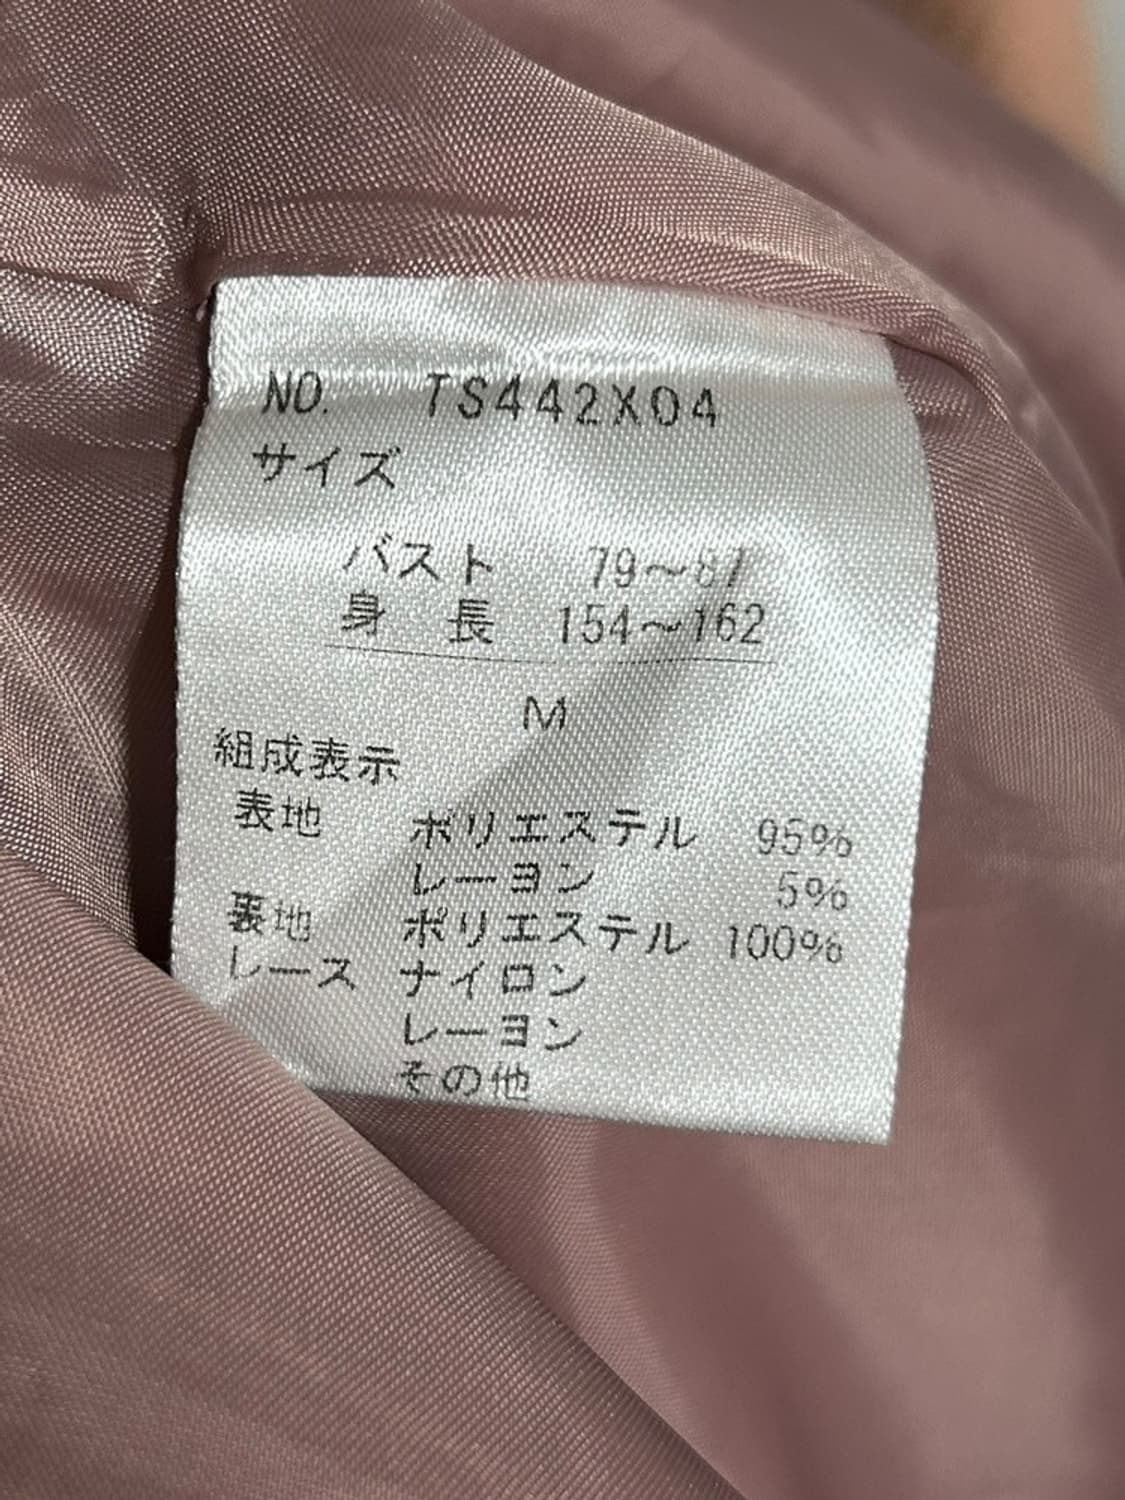 NO. TS442X04
サイズ
バスト 79～87
身長 154～162
M
組成表示
表地 ポリエステル 95%
レーヨン 5%
裏地 ポリエステル 100%
レース ナイロン
レーヨン
その他